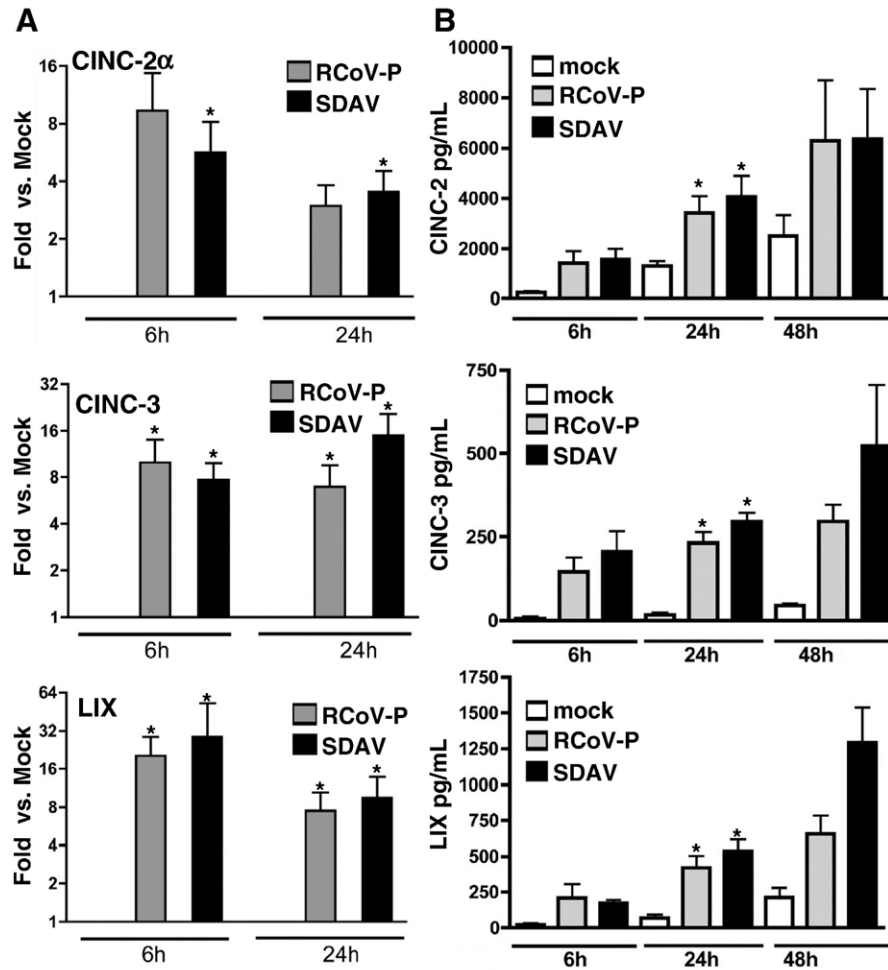 A
CINC-2α
RCoV-P
SDAV
Fold vs. Mock
16
8
4
2
1
*
*
6h
24h
CINC-3
RCoV-P
SDAV
Fold vs. Mock
32
16
8
4
2
1
*
*
*
*
6h
24h
LIX
RCoV-P
SDAV
Fold vs. Mock
64
32
16
8
4
2
1
*
*
*
*
6h
24h
B
mock
RCoV-P
SDAV
CINC-2 pg/mL
10000
8000
6000
4000
2000
0
*
*
6h
24h
48h
mock
RCoV-P
SDAV
CINC-3 pg/mL
750
500
250
0
*
*
6h
24h
48h
mock
RCoV-P
SDAV
LIX pg/mL
1750
1500
1250
1000
750
500
250
0
*
*
6h
24h
48h